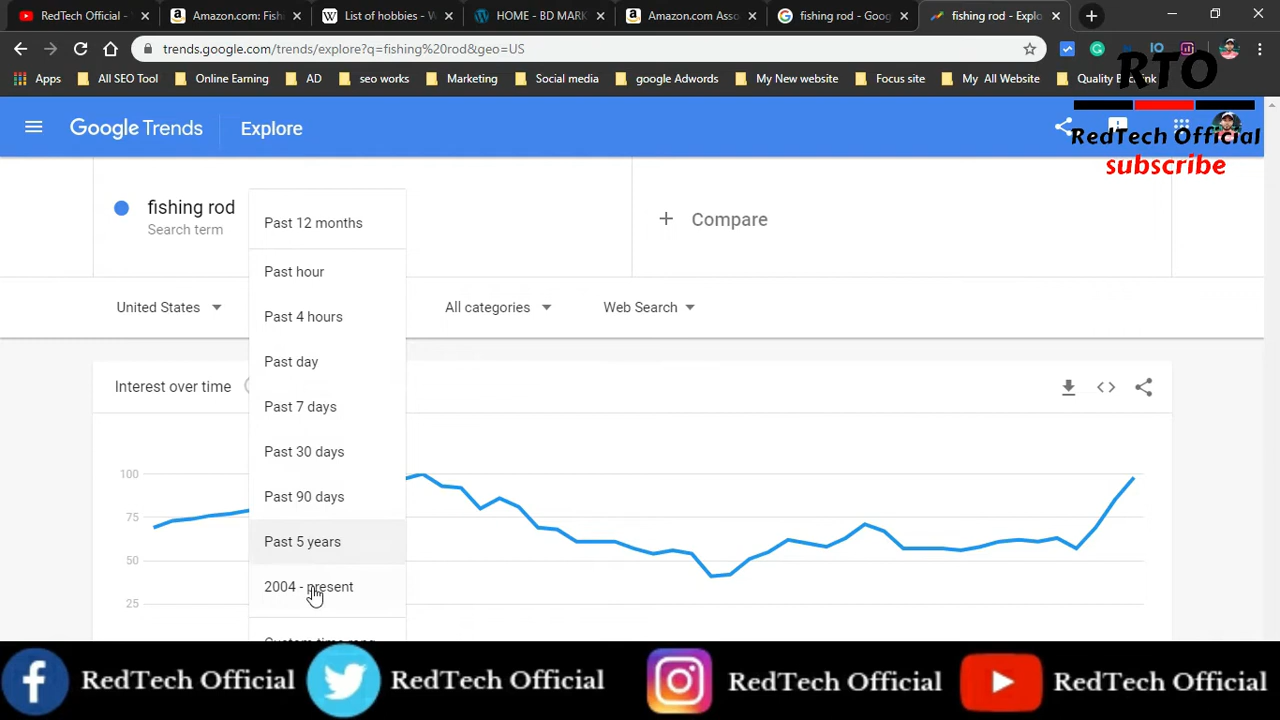 RedTech Official - Y
Amazon.com: Fish
List of hobbies - W
HOME - BD MARK
Amazon.com Asso
fishing rod - Goog
fishing rod - Explo
trends.google.com/trends/explore?q=fishing%20rod&geo=US
Apps
All SEO Tool
Online Earning
AD
seo works
Marketing
Social media
google Adwords
My New website
Focus site
My All Website
Quality Backlink
RTO
RedTech Official
subscribe
Google Trends
Explore
fishing rod
Search term
Past 12 months
+ Compare
Past hour
United States
Past 4 hours
All categories
Web Search
Past day
Interest over time
Past 7 days
Past 30 days
Past 90 days
Past 5 years
2004 - present
100
75
50
25
RedTech Official
RedTech Official
RedTech Official
RedTech Official